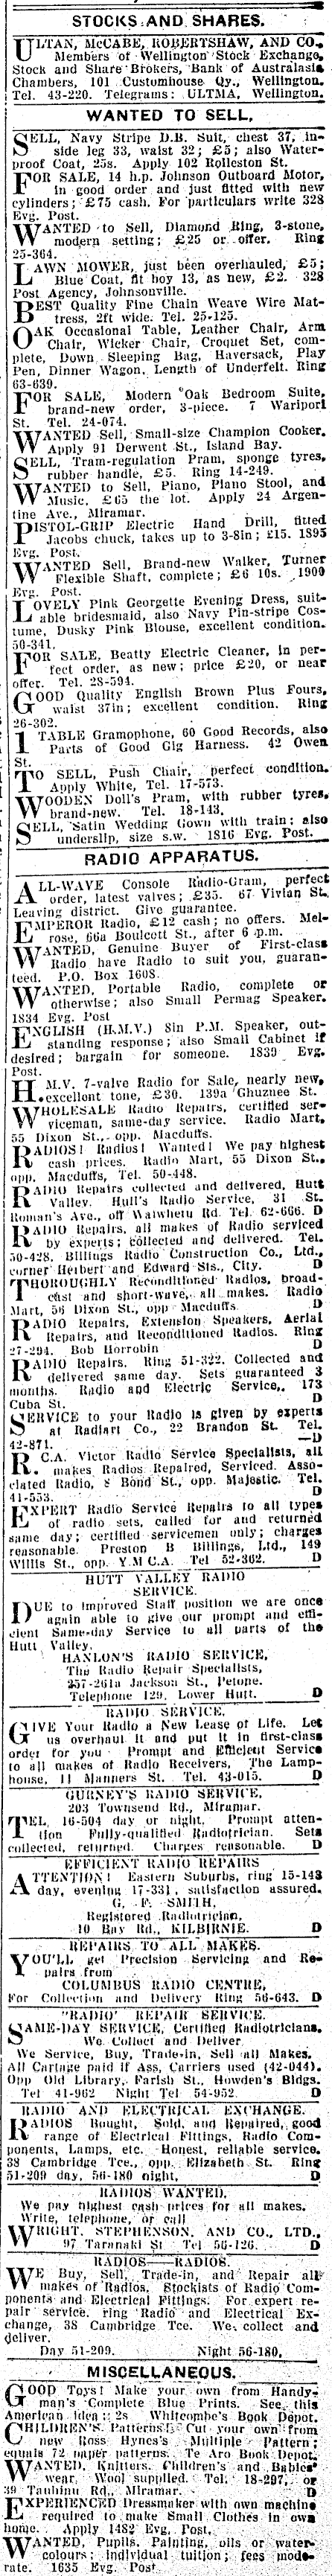 STOCKS AND SHARES.
ULTAN, McCABE, ROBERTSHAW, AND CO.,
Members of Wellington Stock Exchange,
Stock and Share Brokers, Bank of Australasia
Chambers, 101 Customhouse Qy., Wellington.
Tel. 43-220. Telegrams: ULTMA, Wellington.
WANTED TO SELL,
SELL, Navy Stripe D.B. Suit, chest 37, in-
side leg 33, waist 32; £5; also Water-
proof Coat, 25s. Apply 102 Rolleston St.
FOR SALE, 14 h.p. Johnson Outboard Motor,
in good order and just fitted with new
cylinders; £75 cash. For particulars write 328
Evg. Post.
WANTED to Sell, Diamond Ring, 3-stone,
modern setting; £25 or offer. Ring
25-364.
LAWN MOWER, just been overhauled, £5;
Blue Coat, fit boy 13, as new, £2. 328
Post Agency, Johnsonville.
BEST Quality Fine Chain Weave Wire Mat-
tress, 2ft wide. Tel. 25-125.
OAK Occasional Table, Leather Chair, Arm
Chair, Wicker Chair, Croquet Set, com-
plete, Down Sleeping Bag, Haversack, Play
Pen, Dinner Wagon. Length of Underfelt. Ring
63-639.
FOR SALE, Modern Oak Bedroom Suite,
brand-new order, 3-piece. 7 Waripori
St. Tel. 24-074.
WANTED Sell, Small-size Champion Cooker.
Apply 91 Derwent St., Island Bay.
SELL, Tram-regulation Pram, sponge tyres,
rubber handle, £5. Ring 14-249.
WANTED to Sell, Piano, Piano Stool, and
Music. £65 the lot. Apply 24 Argen-
tine Ave., Miramar.
PISTOL-GRIP Electric Hand Drill, fitted
Jacobs chuck, takes up to 3-8in; £15. 1895
Evg. Post.
WANTED Sell, Brand-new Walker, Turner
Flexible Shaft, complete; £6 10s. 1900
Evg. Post.
LOVELY Pink Georgette Evening Dress, suit-
able bridesmaid, also Navy Pin-stripe Cos-
tume, Dusky Pink Blouse, excellent condition.
50-341.
FOR SALE, Beatty Electric Cleaner, in per-
fect order, as new; price £20, or near
offer. Tel. 28-594.
GOOD Quality English Brown Plus Fours,
waist 37in; excellent condition. Ring
26-302.
1 TABLE Gramophone, 60 Good Records, also
Parts of Good Gig Harness. 42 Owen
St.
TO SELL, Push Chair, perfect condition.
Apply White, Tel. 17-573.
WOODEN Doll's Pram, with rubber tyres,
brand-new. Tel. 18-143.
SELL, Satin Wedding Gown with train; also
underslip, size s.w. 1816 Evg. Post.
RADIO APPARATUS.
ALL-WAVE Console Radio-Gram, perfect
order, latest valves; £35. 67 Vivian St.
Leaving district. Give guarantee.
EMPEROR Radio, £12 cash; no offers. Mel-
rose, 66a Boulcott St., after 6 p.m.
WANTED, Genuine Buyer of First-class
Radio have Radio to suit you, guaran-
teed. P.O. Box 1608.
WANTED, Portable Radio, complete or
otherwise; also Small Permag Speaker.
1834 Evg. Post
ENGLISH (H.M.V.) 8in P.M. Speaker, out-
standing response; also Small Cabinet if
desired; bargain for someone. 1839 Evg.
Post.
H.M.V. 7-valve Radio for Sale, nearly new,
excellent tone, £30. 139a Ghuznee St.
WHOLESALE Radio Repairs, certified ser-
viceman, same-day service. Radio Mart,
55 Dixon St., opp. Macduffs.
RADIOS! Radios! Wanted! We pay highest
cash prices. Radio Mart, 55 Dixon St.,
opp. Macduffs, Tel. 50-448.
RADIO Repairs collected and delivered, Hutt
Valley. Hull's Radio Service, 31 St.
Roman's Ave., off Waiwhetu Rd. Tel 62-666. D
RADIO Repairs, all makes of Radio serviced
by experts; collected and delivered. Tel.
50-428, Billings Radio Construction Co., Ltd.,
corner Herbert and Edward Sts., City. D
THOROUGHLY Reconditioned Radios, broad-
cast and short-wave, all makes. Radio
Mart, 56 Dixon St., opp Macduffs D
RADIO Repairs, Extension Speakers, Aerial
Repairs, and Reconditioned Radios. Ring
27-294. Bob Horrobin D
RADIO Repairs. Ring 51-322. Collected and
delivered same day. Sets guaranteed 3
months. Radio and Electric Service, 173
Cuba St. D
SERVICE to your Radio is given by experts
at Radiart Co., 22 Brandon St. Tel.
42-871. —D
R.C.A. Victor Radio Service Specialists, all
makes Radios Repaired, Serviced. Asso-
ciated Radio, 8 Bond St., opp. Majestic. Tel.
41-553. D
EXPERT Radio Service Repairs to all types
of radio sets, called for and returned
same day; certified servicemen only; charges
reasonable. Preston B Billings, Ltd., 149
Willis St., opp. Y.M.C.A. Tel 52-362. D
HUTT VALLEY RADIO
SERVICE.
DUE to Improved Staff position we are once
again able to give our prompt and effi-
cient Same-day Service to all parts of the
Hutt Valley.
HANLON'S RADIO SERVICE,
The Radio Repair Specialists,
257-261a Jackson St., Petone.
Telephone 129, Lower Hutt. D
RADIO SERVICE.
GIVE Your Radio a New Lease of Life. Let
us overhaul it and put it in first-class
order for you Prompt and Efficient Service
to all makes of Radio Receivers, The Lamp-
house, 11 Manners St. Tel. 43-015. D
GURNEY'S RADIO SERVICE,
203 Townsend Rd., Miramar.
TEL. 16-504 day or night. Prompt atten-
tion Fully-qualified Radiotrician. Sets
collected, returned. Charges reasonable. D
EFFICIENT RADIO REPAIRS
ATTENTION! Eastern Suburbs, ring 15-143
day, evening 17-331, satisfaction assured.
G. F. SMITH,
Registered Radiotrician,
10 Bay Rd., KILBIRNIE. D
REPAIRS TO ALL MAKES.
YOU'LL get Precision Servicing and Re-
pairs from
COLUMBUS RADIO CENTRE,
For Collection and Delivery Ring 56-643. D
"RADIO" REPAIR SERVICE.
SAME-DAY SERVICE, Certified Radiotricians.
We Collect and Deliver
We Service, Buy, Trade-in, Sell all Makes.
All Cartage paid if Ass, Carriers used (42-044).
Opp Old Library, Farish St., Howden's Bldgs.
Tel 41-962 Night Tel 54-952 D
RADIO AND ELECTRICAL EXCHANGE.
RADIOS Bought, Sold, and Repaired, good
range of Electrical Fittings, Radio Com-
ponents, Lamps, etc. Honest, reliable service.
38 Cambridge Tce., opp. Elizabeth St. Ring
51-209 day, 56-180 night, D
RADIOS WANTED.
We pay highest cash prices for all makes.
Write, telephone, or call
WRIGHT, STEPHENSON, AND CO., LTD.,
97 Taranaki St Tel 56-126. D
RADIOS—RADIOS.
WE Buy, Sell, Trade-in, and Repair all
makes of Radios. Stockists of Radio Com-
ponents and Electrical Fittings. For expert re-
pair service. ring Radio and Electrical Ex-
change, 38 Cambridge Tce. We collect and
deliver.
Day 51-209. Night 56-180.
MISCELLANEOUS.
GOOD Toys! Make your own from Handy-
man's Complete Blue Prints. See this
American idea; 2s Whitcombe's Book Depot.
CHILDREN'S Patterns! Cut your own from
new Ross Hynes's Multiple Pattern;
equals 72 paper patterns. Te Aro Book Depot.
WANTED, Knitters. Children's and Babies'
wear, Wool supplied. Tel. 18-297, or
39 Tauhinu Rd., Miramar. D
EXPERIENCED Dressmaker with own machine
required to make Small Clothes in own
home. Apply 1482 Evg. Post.
WANTED, Pupils, Painting, oils or water-
colours; individual tuition; fees mode-
rate. 1635 Evg. Post